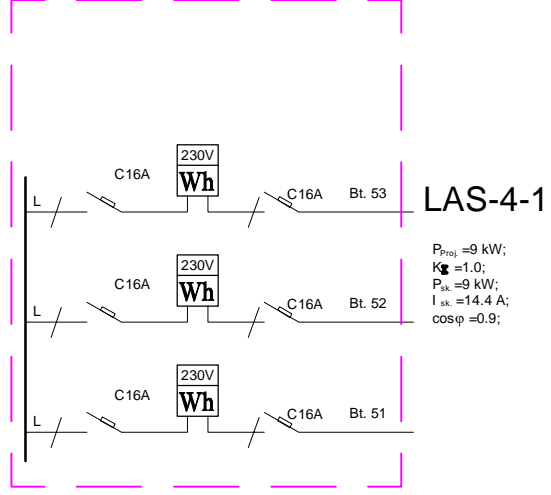 230V
Wh
C16A
L
C16A
Bt. 53
LAS-4-1
P Proj. =9 kW;
K =1.0;
P sk. =9 kW;
I sk. =14.4 A;
cosφ =0.9;
230V
Wh
C16A
L
C16A
Bt. 52
230V
Wh
C16A
L
C16A
Bt. 51